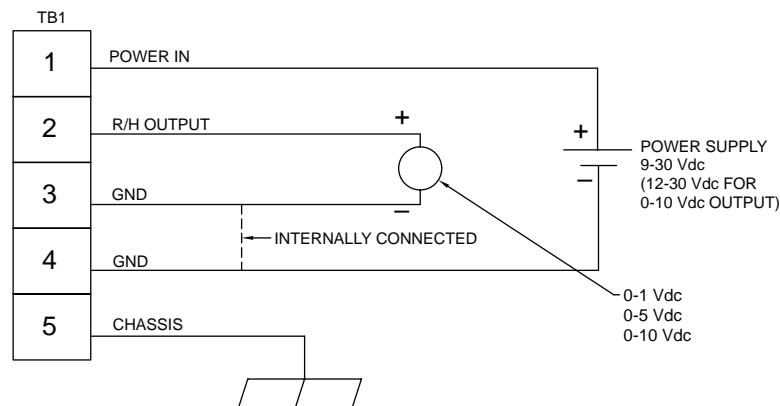 TB1
1
POWER IN
2
R/H OUTPUT
+
+
POWER SUPPLY
9-30 Vdc
(12-30 Vdc FOR
0-10 Vdc OUTPUT)
−
3
GND
−
INTERNALLY CONNECTED
4
GND
0-1 Vdc
0-5 Vdc
0-10 Vdc
5
CHASSIS